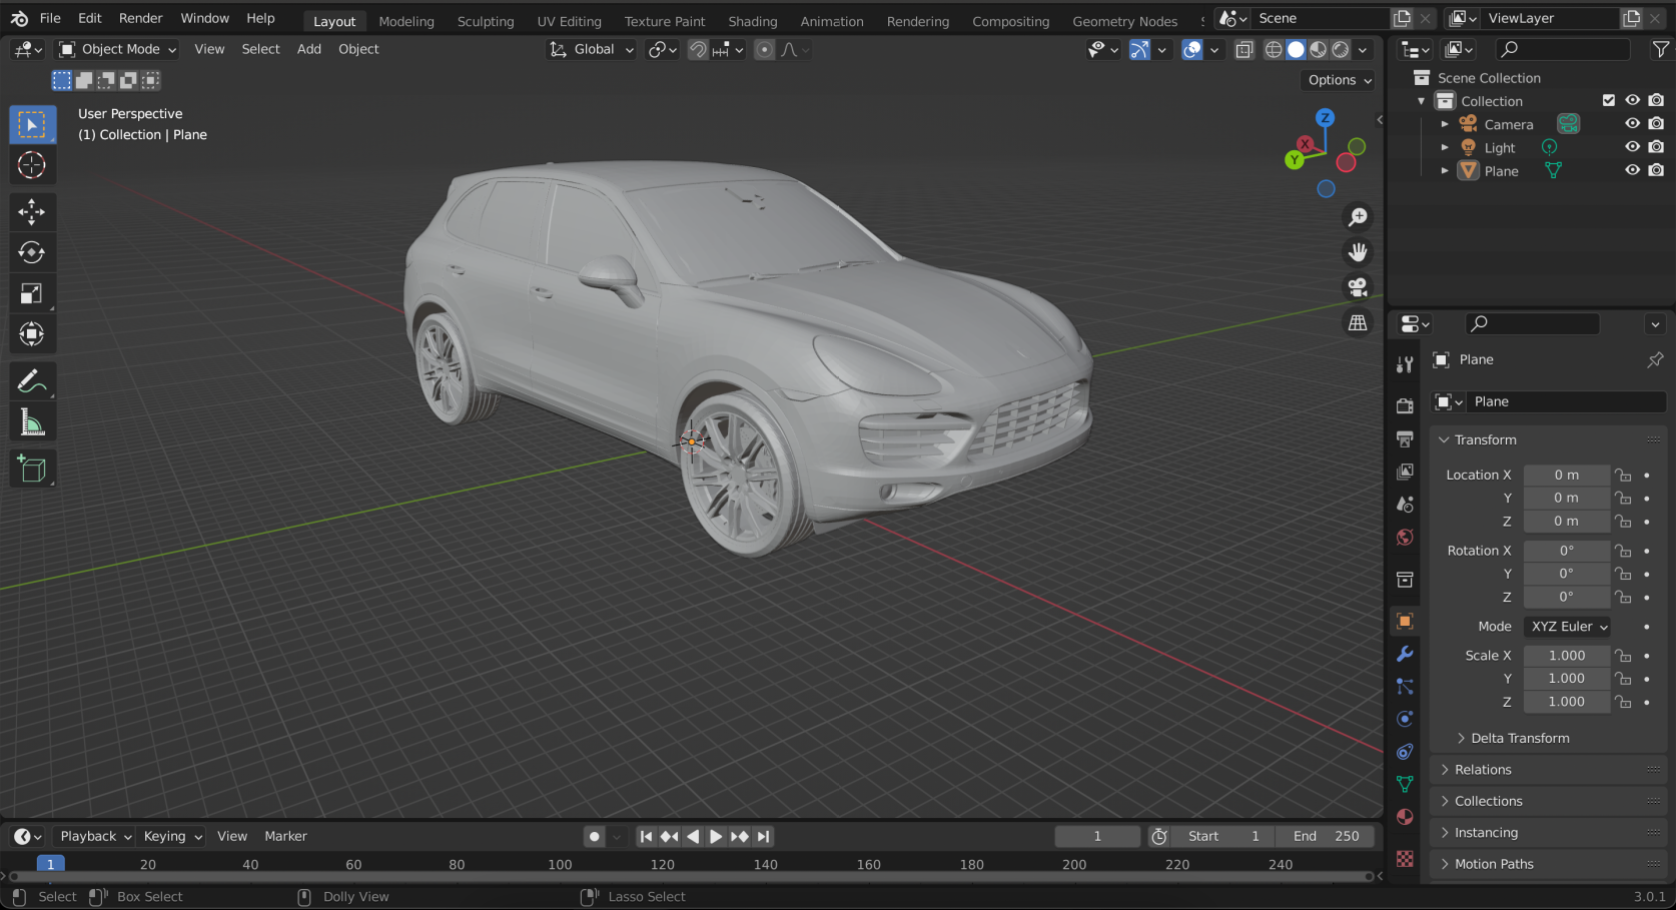 File Edit Render Window Help Layout Modeling Sculpting UV Editing Texture Paint Shading Animation Rendering Compositing Geometry Nodes Scene ViewLayer
Object Mode View Select Add Object Global
Options
User Perspective
(1) Collection | Plane
Z
X
Y
Scene Collection
Collection
Camera
Light
Plane
Plane
Plane
Transform
Location X 0 m
Y 0 m
Z 0 m
Rotation X 0°
Y 0°
Z 0°
Mode XYZ Euler
Scale X 1.000
Y 1.000
Z 1.000
Delta Transform
Relations
Collections
Instancing
Motion Paths
Playback Keying View Marker 1 Start 1 End 250
1 20 40 60 80 100 120 140 160 180 200 220 240
Select Box Select Dolly View Lasso Select 3.0.1